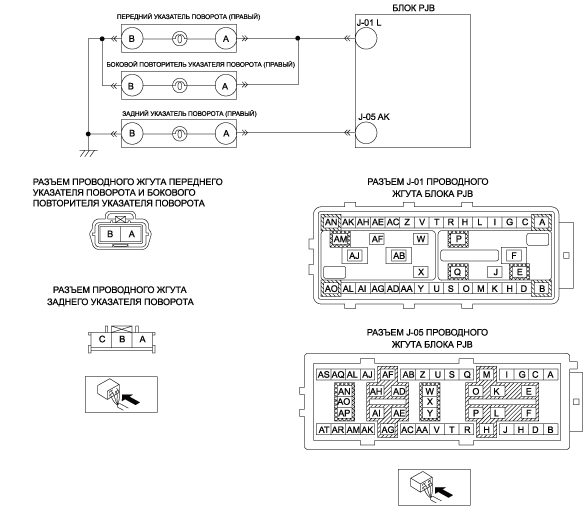 ПЕРЕДНИЙ УКАЗАТЕЛЬ ПОВОРОТА (ПРАВЫЙ)
B A
БОКОВОЙ ПОВТОРИТЕЛЬ УКАЗАТЕЛЯ ПОВОРОТА (ПРАВЫЙ)
B A
ЗАДНИЙ УКАЗАТЕЛЬ ПОВОРОТА (ПРАВЫЙ)
B A
БЛОК PJB
J-01 L
J-05 AK
РАЗЪЕМ ПРОВОДНОГО ЖГУТА ПЕРЕДНЕГО
УКАЗАТЕЛЯ ПОВОРОТА И БОКОВОГО
ПОВТОРИТЕЛЯ УКАЗАТЕЛЯ ПОВОРОТА
B A
РАЗЪЕМ ПРОВОДНОГО ЖГУТА
ЗАДНЕГО УКАЗАТЕЛЯ ПОВОРОТА
C B A
РАЗЪЕМ J-01 ПРОВОДНОГО
ЖГУТА БЛОКА PJB
AN AK AH AE AC Z V T R H L I G C A
AM AF W P
AJ AB F
X Q J E
AO AL AI AG AD AA Y U S O M K H D B
РАЗЪЕМ J-05 ПРОВОДНОГО
ЖГУТА БЛОКА PJB
AS AQ AL AJ AF AB Z U S Q M I G C A
AN AH AD W O K E
AO X
AP AI AE Y P L F
AT AR AM AK AG AC AA V T R H J H D B